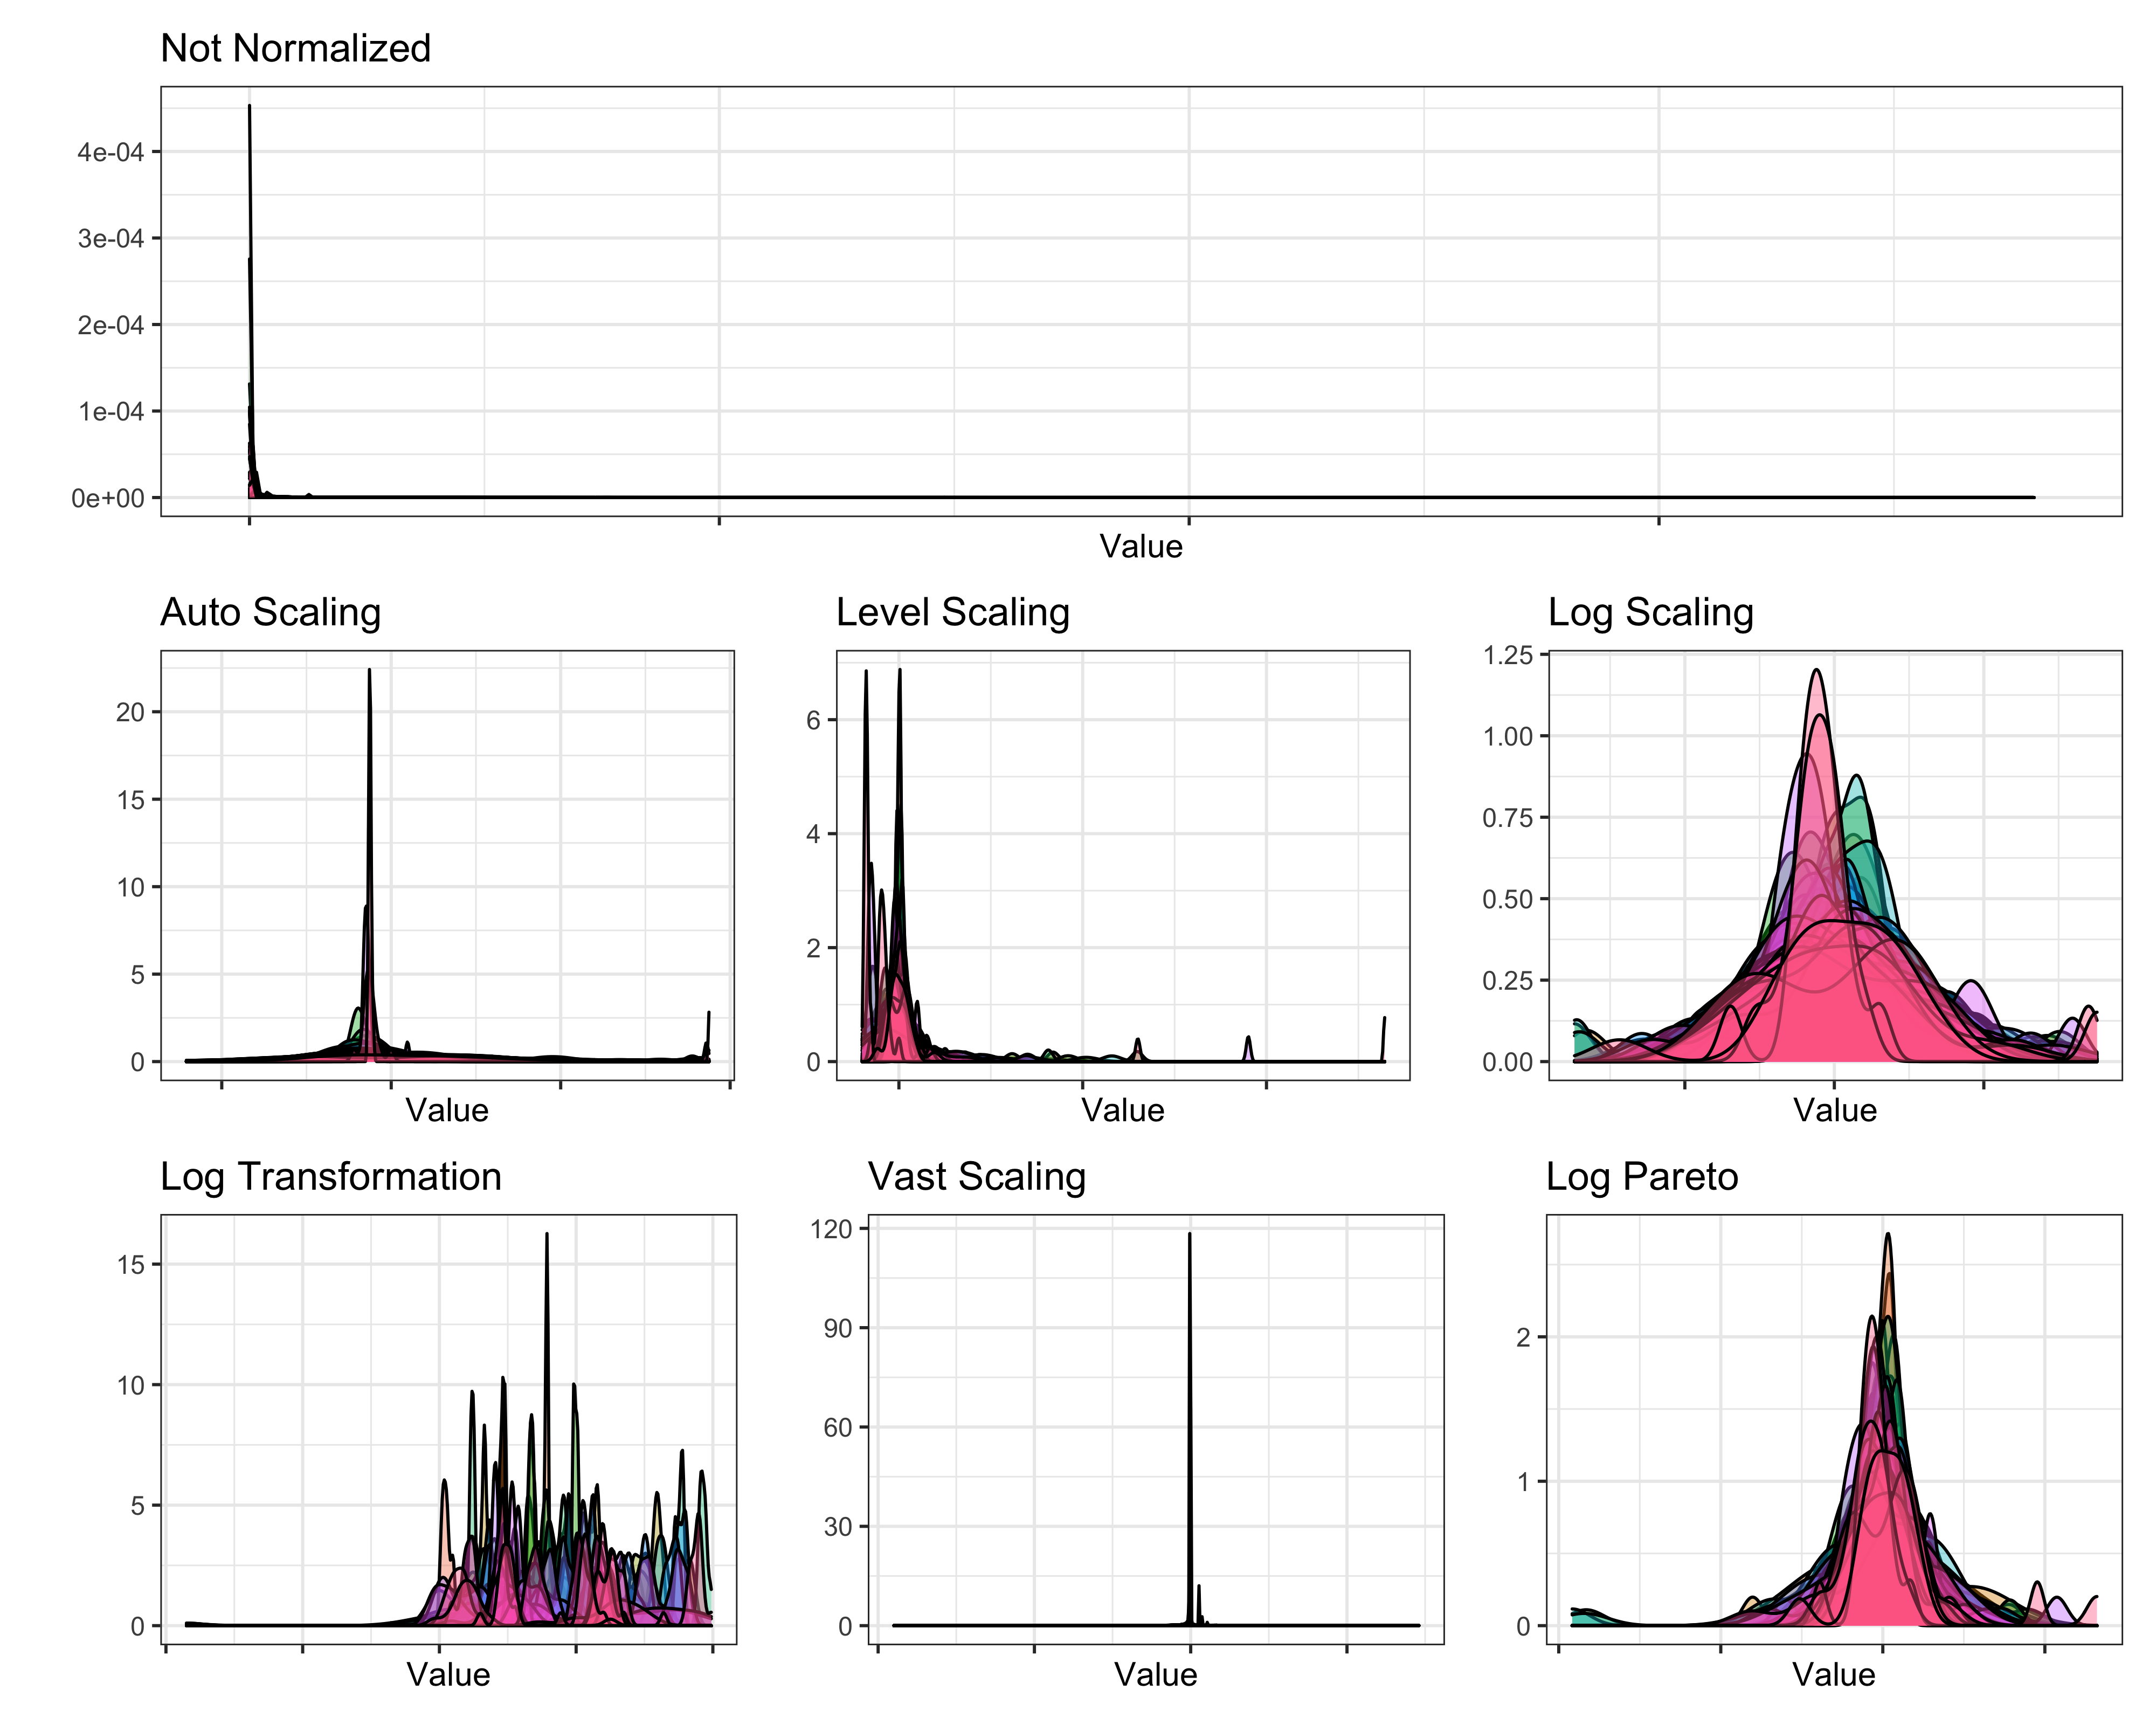 Not Normalized
4e-04
3e-04
2e-04
1e-04
0e+00
Value
Auto Scaling
20
15
10
5
0
Value
Level Scaling
6
4
2
0
Value
Log Scaling
1.25
1.00
0.75
0.50
0.25
0.00
Value
Log Transformation
15
10
5
0
Value
Vast Scaling
120
90
60
30
0
Value
Log Pareto
2
1
0
Value